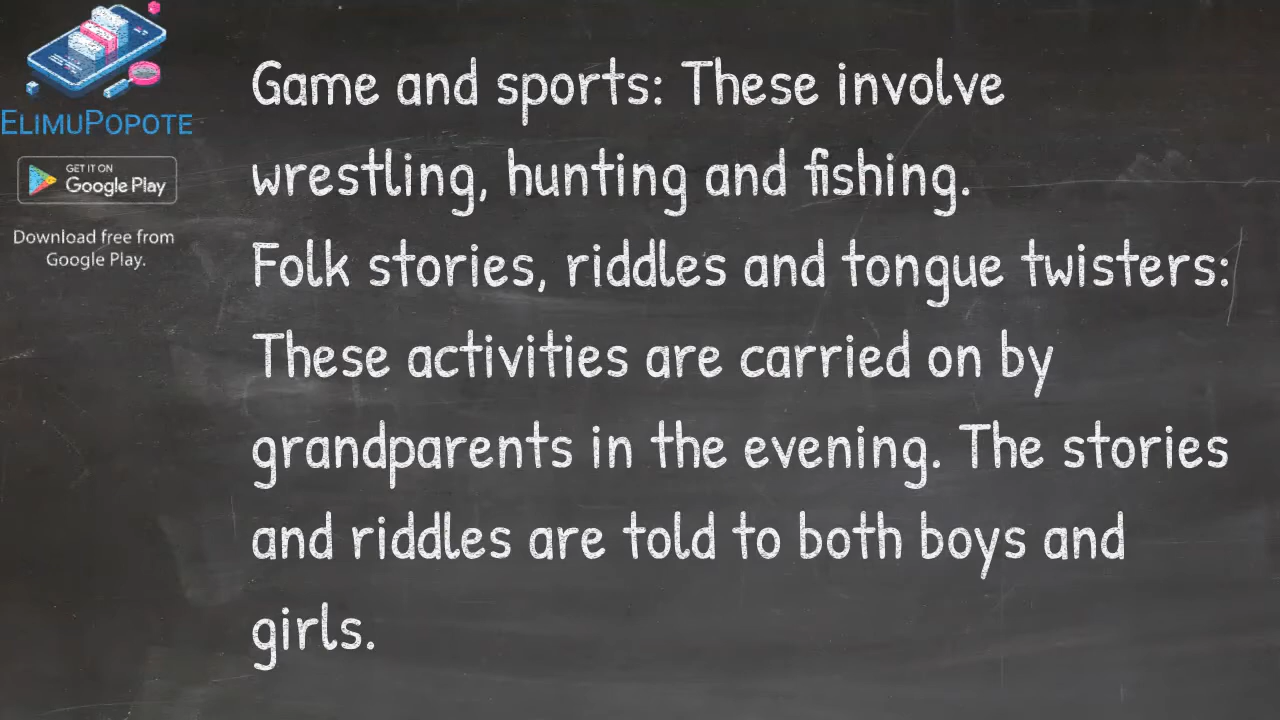 ELIMUPOPOTE
GET IT ON
Google Play
Download free from
Google Play.
Game and sports: These involve
wrestling, hunting and fishing.
Folk stories, riddles and tongue twisters:
These activities are carried on by
grandparents in the evening. The stories
and riddles are told to both boys and
girls.